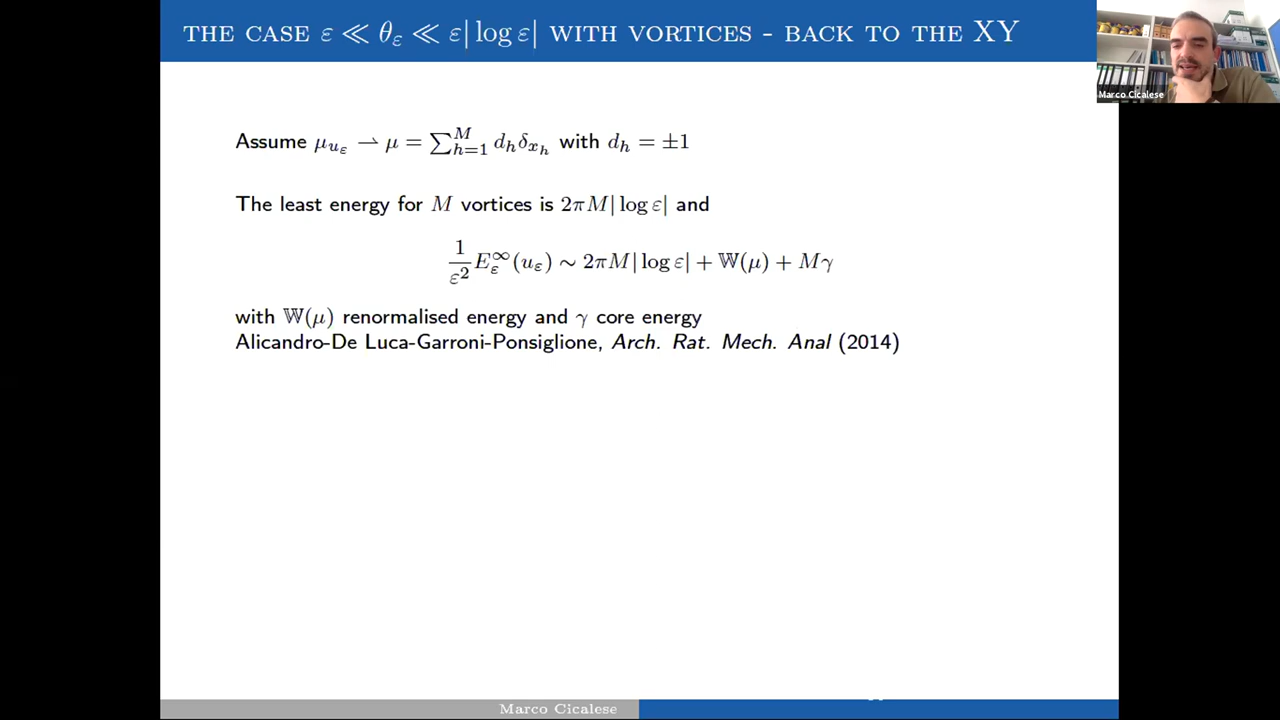 THE CASE ε ≪ θ_ε ≪ ε| log ε| WITH VORTICES - BACK TO THE XY
Marco Cicalese
Assume μ_{u_ε} ⇀ μ = ∑_{h=1}^{M} d_h δ_{x_h} with d_h = ±1
The least energy for M vortices is 2πM| log ε| and
1/ε² E_ε^∞(u_ε) ∼ 2πM| log ε| + 𝕎(μ) + Mγ
with 𝕎(μ) renormalised energy and γ core energy
Alicandro-De Luca-Garroni-Ponsiglione, Arch. Rat. Mech. Anal (2014)
Marco Cicalese